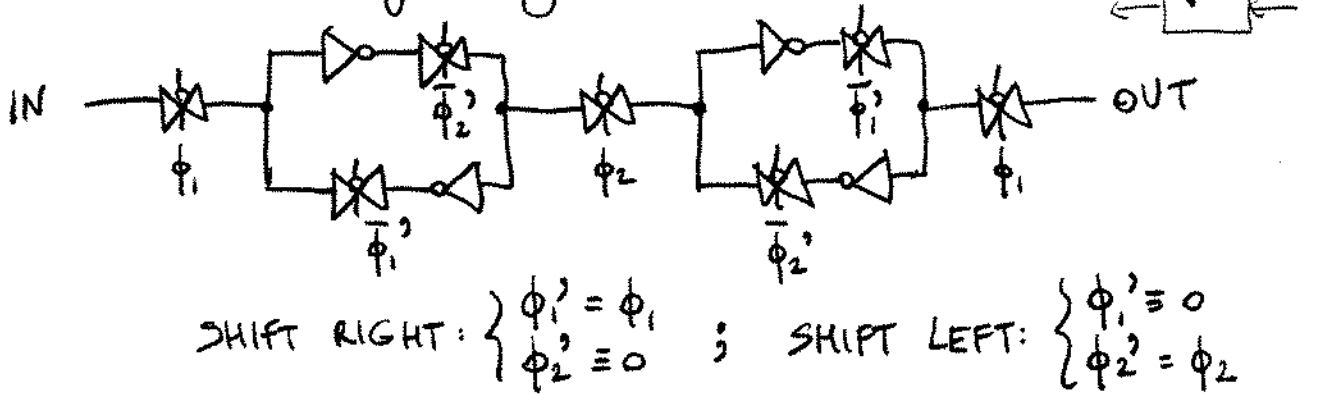 IN
φ̄₂'
φ̄₁'
OUT
φ₁
φ̄₁'
φ₂
φ̄₂'
φ₁
SHIFT RIGHT: { φ₁' = φ₁ ; SHIFT LEFT: { φ₁' ≡ 0
φ₂' ≡ 0 φ₂' = φ₂